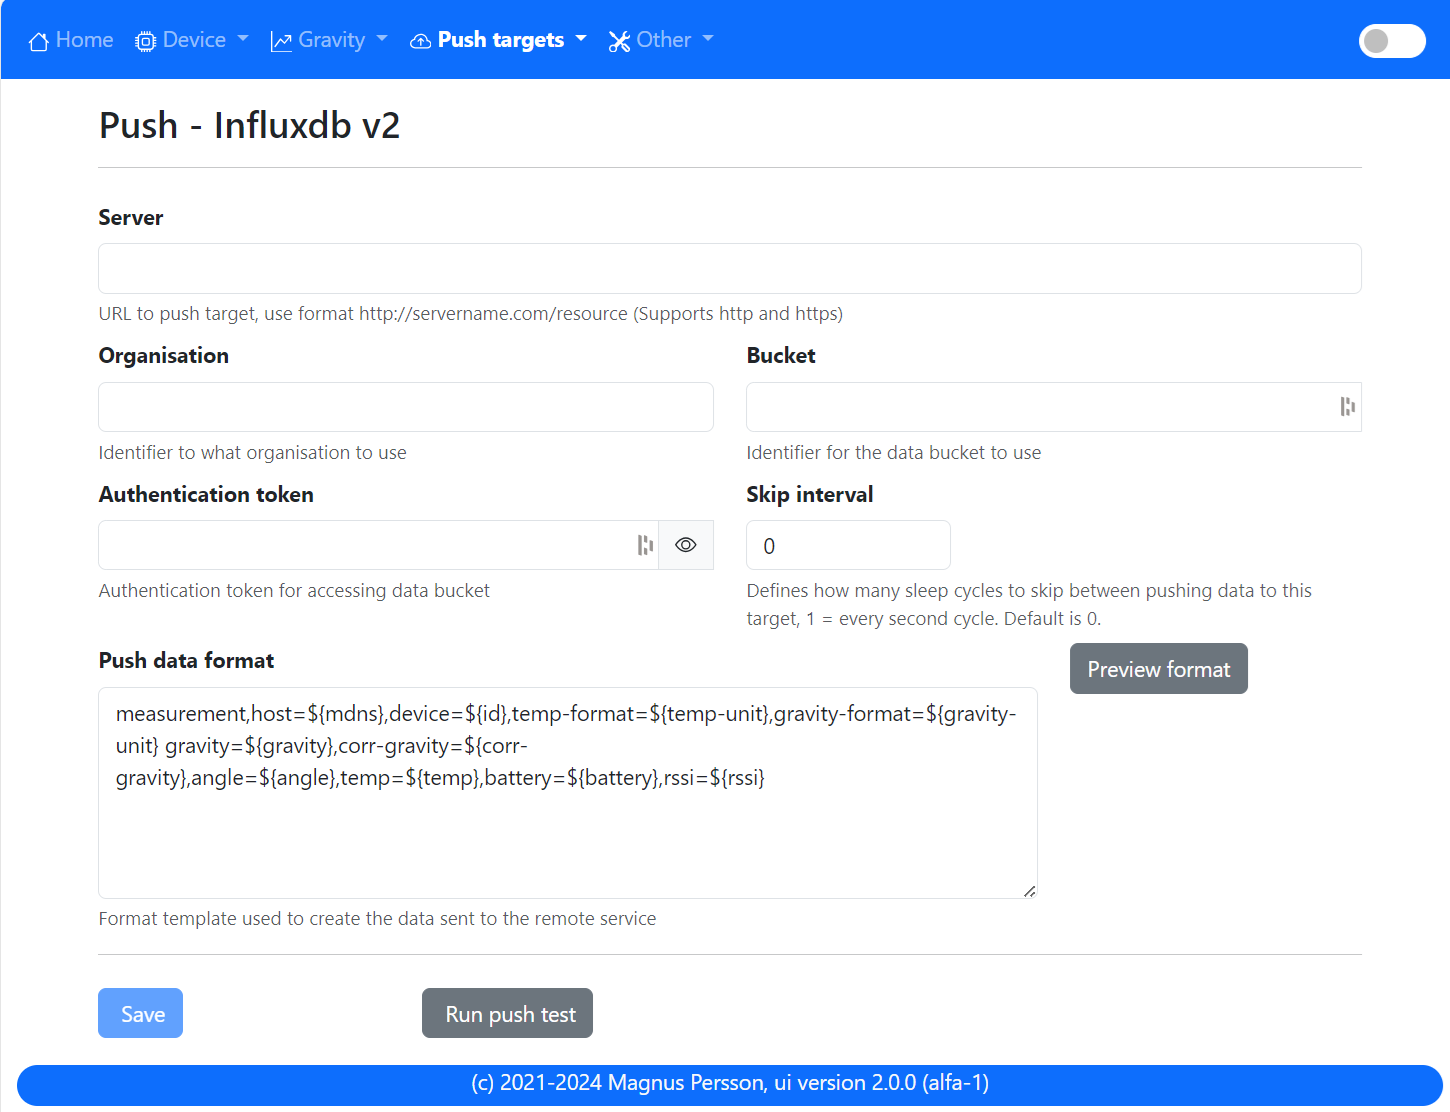 Home Device Gravity Push targets Other
Push - Influxdb v2
Server
URL to push target, use format http://servername.com/resource (Supports http and https)
Organisation
Bucket
Identifier to what organisation to use
Identifier for the data bucket to use
Authentication token
Skip interval
0
Authentication token for accessing data bucket
Defines how many sleep cycles to skip between pushing data to this
target, 1 = every second cycle. Default is 0.
Push data format
Preview format
measurement,host=${mdns},device=${id},temp-format=${temp-unit},gravity-format=${gravity-
unit} gravity=${gravity},corr-gravity=${corr-
gravity},angle=${angle},temp=${temp},battery=${battery},rssi=${rssi}
Format template used to create the data sent to the remote service
Save
Run push test
(c) 2021-2024 Magnus Persson, ui version 2.0.0 (alfa-1)